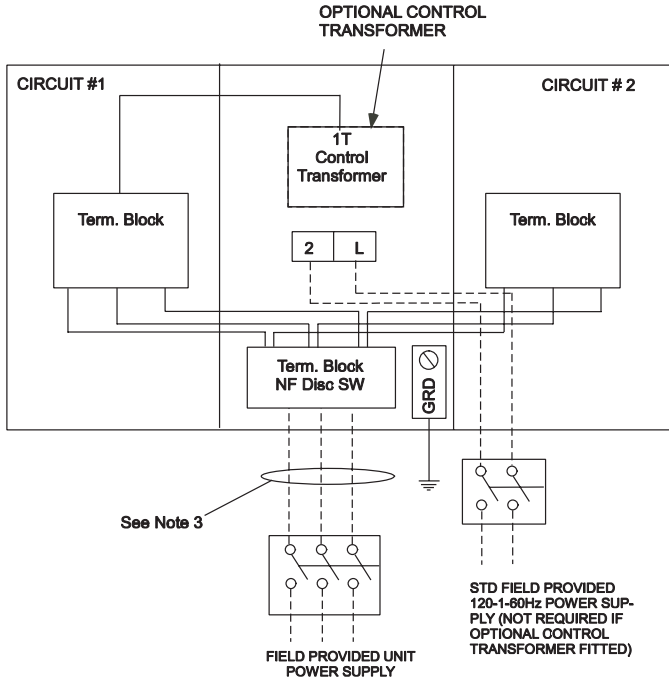 OPTIONAL CONTROL
TRANSFORMER
CIRCUIT #1
CIRCUIT # 2
1T
Control
Transformer
Term. Block
Term. Block
2 L
Term. Block
NF Disc SW
GRD
See Note 3
STD FIELD PROVIDED
120-1-60Hz POWER SUP-
PLY (NOT REQUIRED IF
OPTIONAL CONTROL
TRANSFORMER FITTED)
FIELD PROVIDED UNIT
POWER SUPPLY